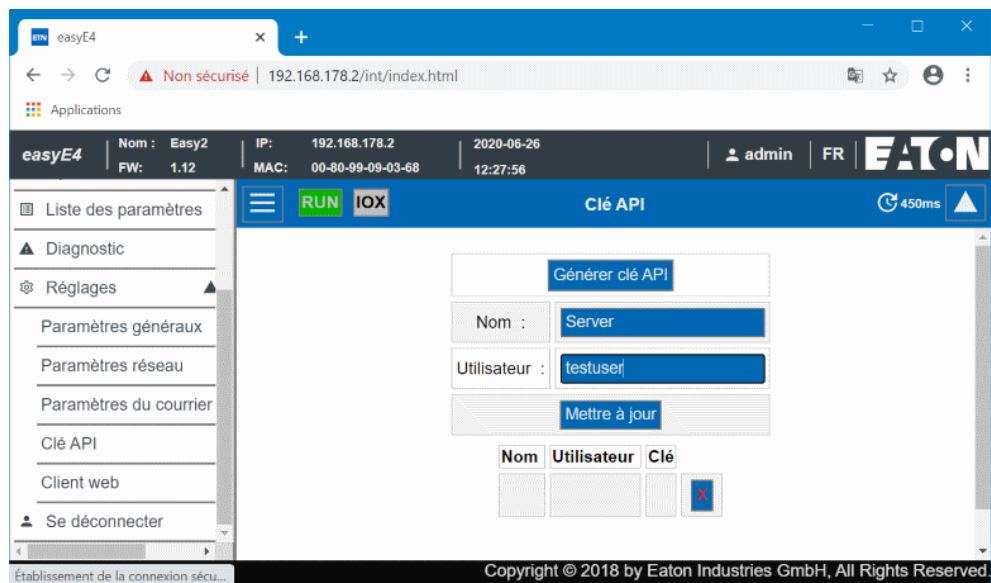 ETN easyE4
Non sécurisé | 192.168.178.2/int/index.html
Applications
easyE4
Nom : Easy2
FW: 1.12
IP: 192.168.178.2
MAC: 00-80-99-09-03-68
2020-06-26
12:27:56
admin
FR
EATON
Liste des paramètres
Diagnostic
Réglages
Paramètres généraux
Paramètres réseau
Paramètres du courrier
Clé API
Client web
Se déconnecter
RUN IOX Clé API 450ms
Générer clé API
Nom : Server
Utilisateur : testuser
Mettre à jour
Nom Utilisateur Clé
X
Établissement de la connexion sécu...
Copyright © 2018 by Eaton Industries GmbH, All Rights Reserved.